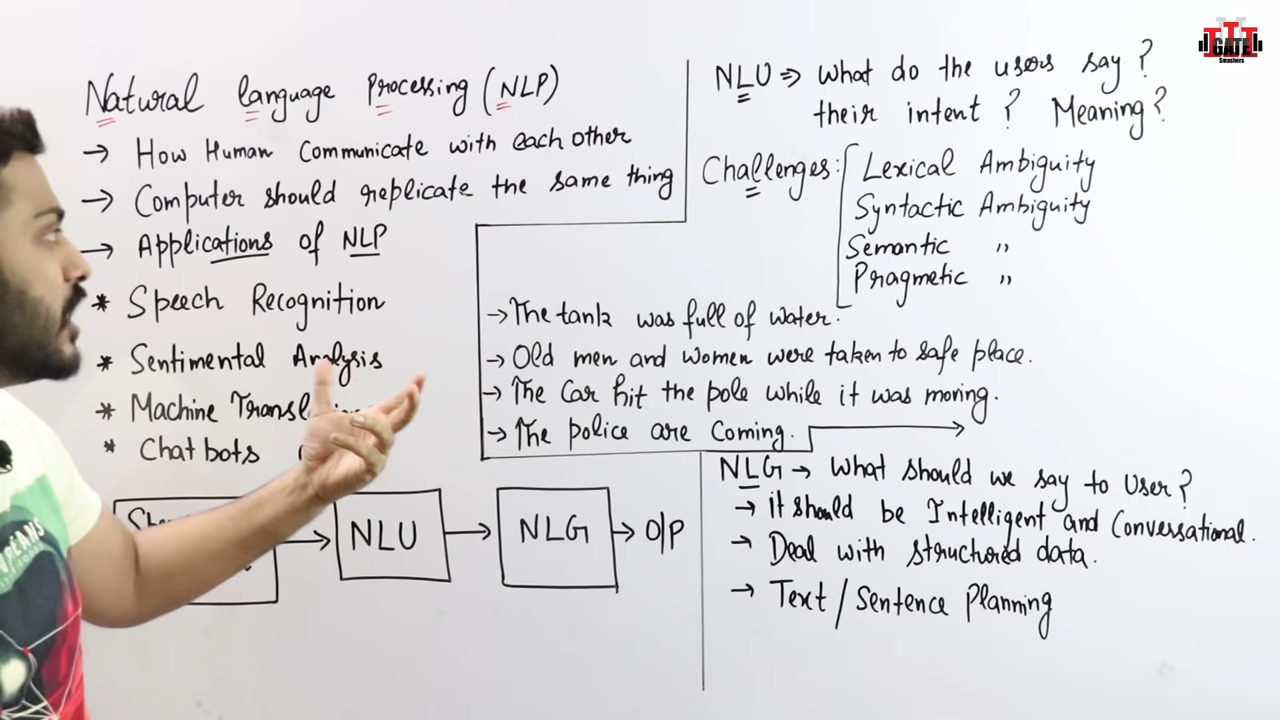 Natural Language Processing (NLP)
→ How Human Communicate with each other
→ Computer should replicate the same thing
→ Applications of NLP
* Speech Recognition
* Sentimental Analysis
* Machine
* Chatbots
NLU
NLG
O/P
NLU ⇒ What do the users say?
their intent? Meaning?
Challenges: Lexical Ambiguity
Syntactic Ambiguity
Semantic "
Pragmetic "
→ The tank was full of water.
→ Old men and women were taken to safe place.
→ The Car hit the pole while it was moving.
→ The police are Coming.
NLG → What should we say to User?
→ it should be Intelligent and Conversational.
→ Deal with structured data.
→ Text / Sentence Planning
GATE
Smashers